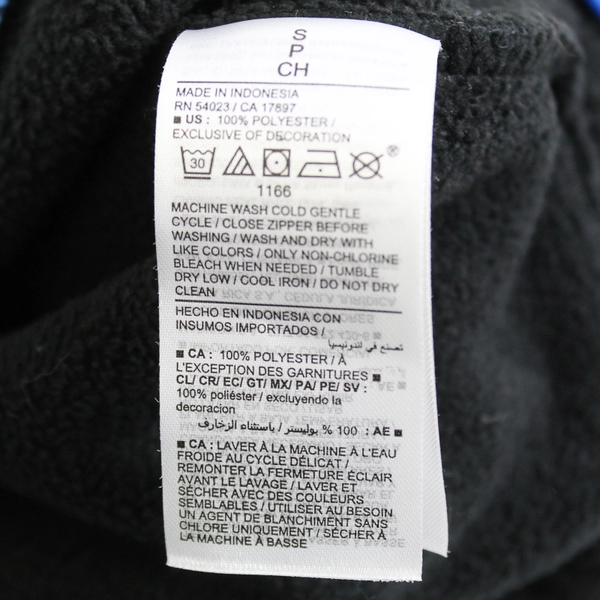 S
P
CH
MADE IN INDONESIA
RN 54023 / CA 17897
■ US : 100% POLYESTER /
EXCLUSIVE OF DECORATION
30 ®
1166
MACHINE WASH COLD GENTLE
CYCLE / CLOSE ZIPPER BEFORE
WASHING / WASH AND DRY WITH
LIKE COLORS / ONLY NON-CHLORINE
BLEACH WHEN NEEDED / TUMBLE
DRY LOW / COOL IRON / DO NOT DRY
CLEAN
HECHO EN INDONESIA CON
INSUMOS IMPORTADOS /
تصنع في اندونيسيا
■ CA : 100% POLYESTER / À
L'EXCEPTION DES GARNITURES ■
CL/ CR/ EC/ GT/ MX/ PA/ PE/ SV :
100% poliéster / excluyendo la
decoracion
■ AE : 100 % بوليستر / باستثناء الزخارف
■ CA : LAVER À LA MACHINE À L'EAU
FROIDE AU CYCLE DÉLICAT /
REMONTER LA FERMETURE ÉCLAIR
AVANT LE LAVAGE / LAVER ET
SÉCHER AVEC DES COULEURS
SEMBLABLES / UTILISER AU BESOIN
UN AGENT DE BLANCHIMENT SANS
CHLORE UNIQUEMENT / SÉCHER À
LA MACHINE À BASSE